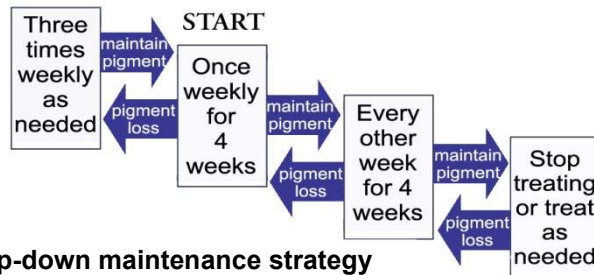 START
Three
times
weekly
as
needed
maintain
pigment
pigment
loss
Once
weekly
for
4
weeks
maintain
pigment
pigment
loss
Every
other
week
for 4
weeks
maintain
pigment
pigment
loss
Stop
treating
or treat
as
needed
p-down maintenance strategy